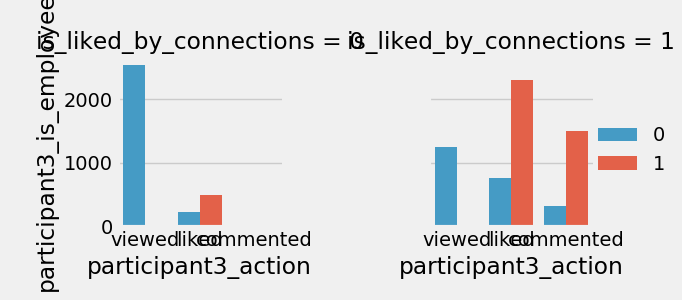 is_liked_by_connections = 0
is_liked_by_connections = 1
participant3_is_employee
2000
1000
0
viewed
liked
commented
viewed
liked
commented
participant3_action
participant3_action
0
1